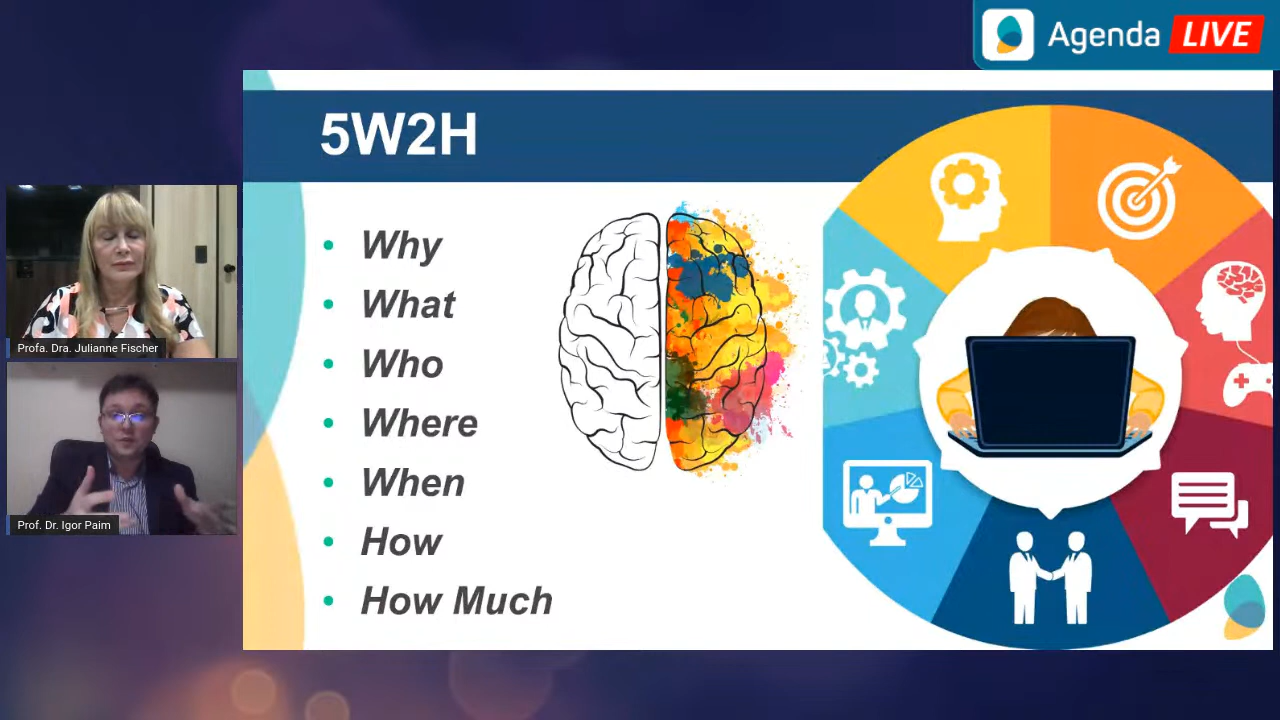 Agenda LIVE
5W2H
Why
What
Who
Where
When
How
How Much
Profa. Dra. Julianne Fischer
Prof. Dr. Igor Paim